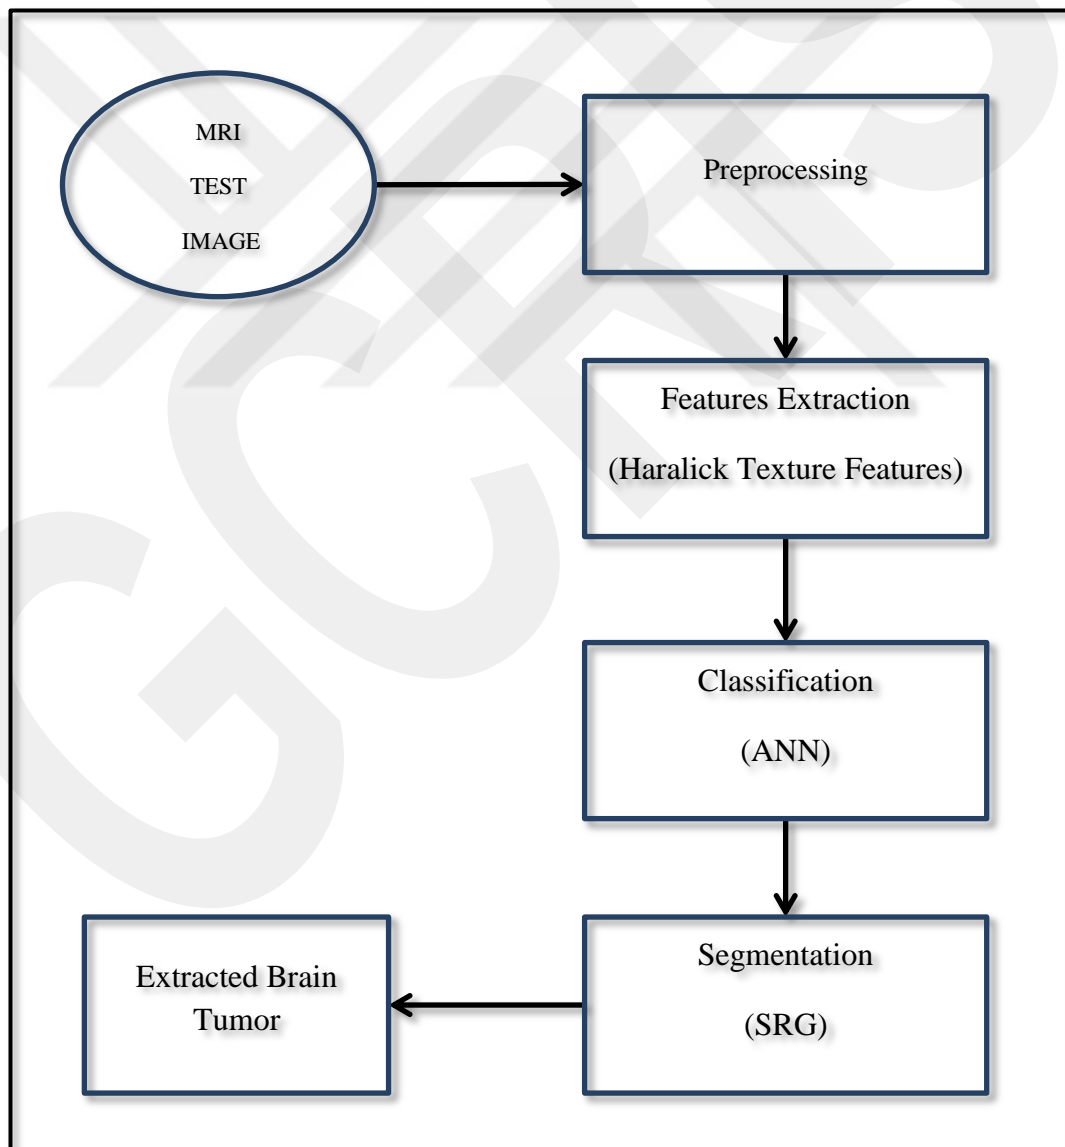 MRI
TEST
IMAGE
Preprocessing
Features Extraction
(Haralick Texture Features)
Classification
(ANN)
Segmentation
(SRG)
Extracted Brain
Tumor